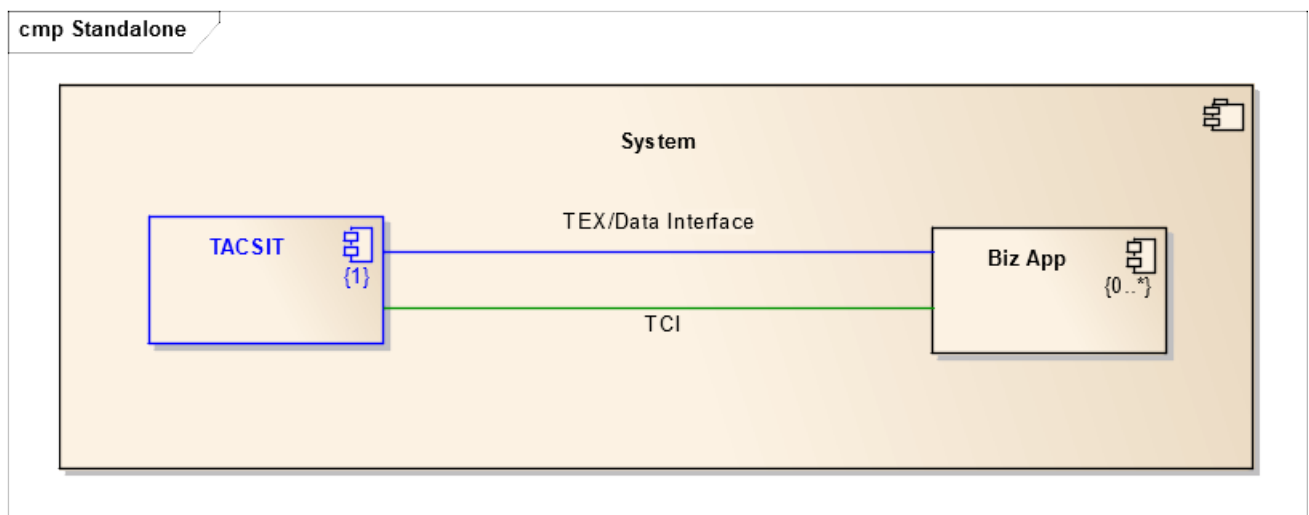 cmp Standalone
System
TEX/Data Interface
TACSIT
{1}
Biz App
{0..*}
TCI